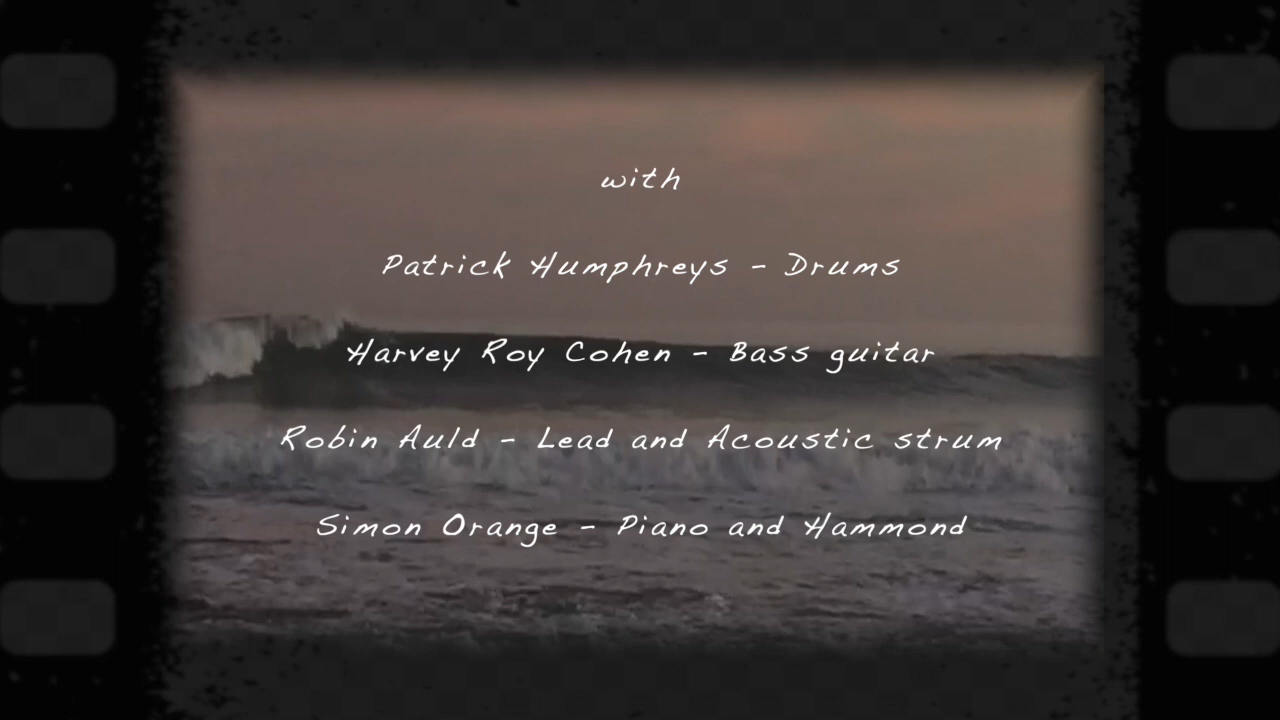 with
Patrick Humphreys - Drums
Harvey Roy Cohen - Bass guitar
Robin Auld - Lead and Acoustic strum
Simon Orange - Piano and Hammond